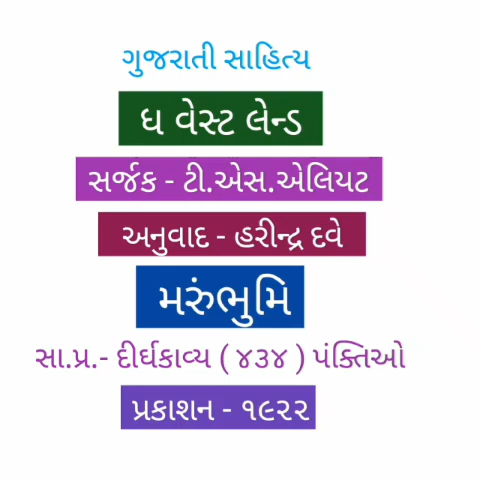 ગુજરાતી સાહિત્ય
ધ વેસ્ટ લેન્ડ
સર્જક - ટી.એસ.એલિયટ
અનુવાદ - હરીન્દ્ર દવે
મરુંભુમિ
સા.પ્ર.- દીર્ઘકાવ્ય ( ૪૩૪ ) પંક્તિઓ
પ્રકાશન - ૧૯૨૨